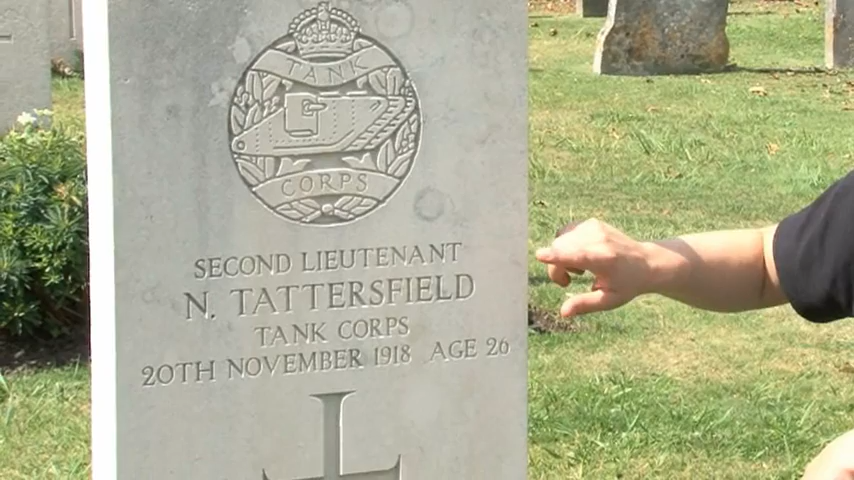 TANK
CORPS
SECOND LIEUTENANT
N. TATTERSFIELD
TANK CORPS
20TH NOVEMBER 1918 AGE 26